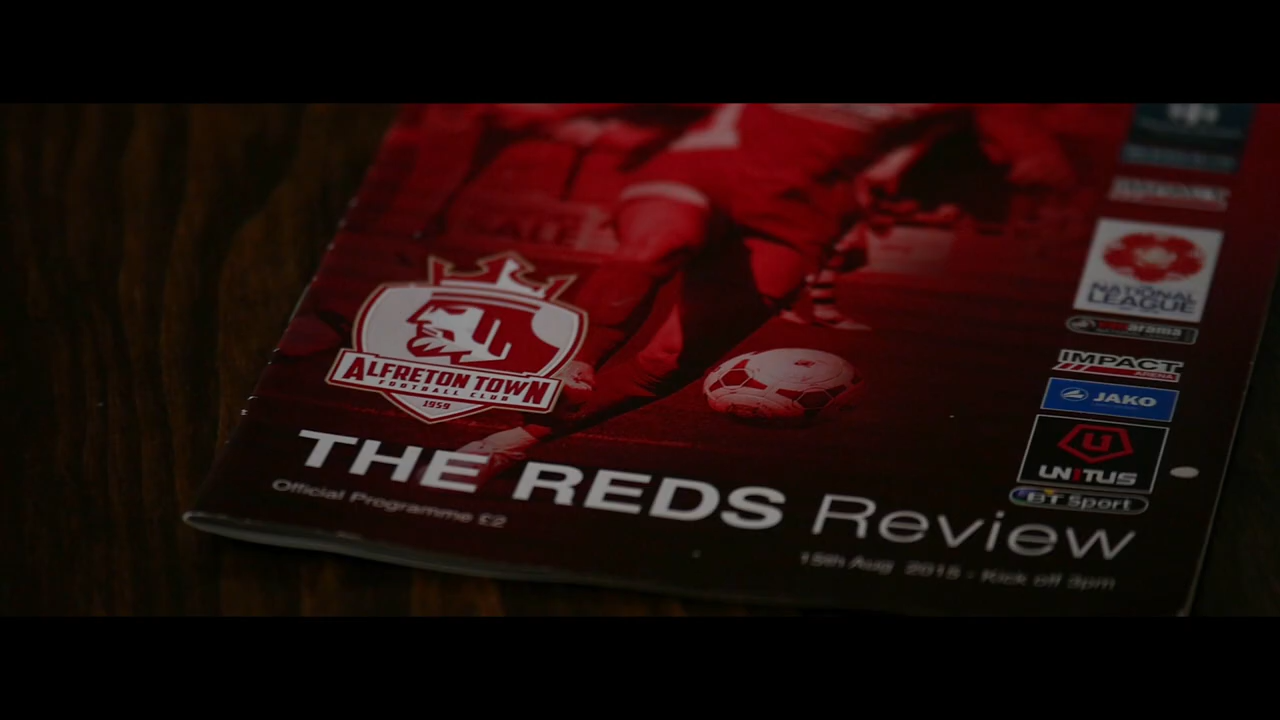 NATIONAL
LEAGUE
IMPACT
ARENA
JAKO
UNITUS
BT Sport
ALFRETON TOWN
FOOTBALL CLUB
1959
THE REDS Review
Official Programme £2
15th Aug 2015 - Kick off 3pm